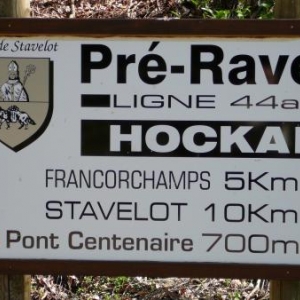 de Stavelot
Pré-Rave
LIGNE 44a
HOCKAI
FRANCORCHAMPS 5Km
STAVELOT 10Km
Pont Centenaire 700m